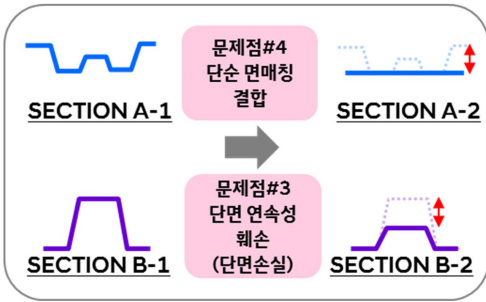 문제점#4
단순 면매칭
결합
SECTION A-1
SECTION A-2
문제점#3
단면 연속성
훼손
(단면손실)
SECTION B-1
SECTION B-2